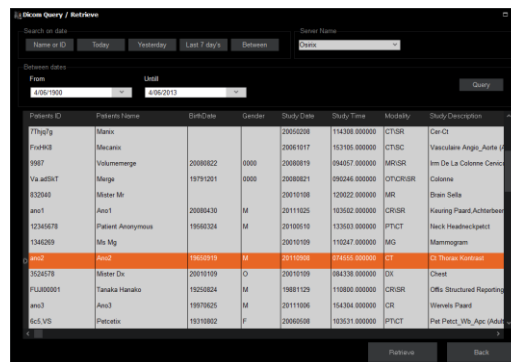 Dicom Query / Retrieve
Search on date
Server Name
Name or ID Today Yesterday Last 7 day's Between
Osirix
Between dates
From Untill
4/06/1900 4/06/2013
Query
Patients ID Patients Name BirthDate Gender Study Date Study Time Modality Study Description
7Thjq7g Manix 20050208 114308.000000 CT\SR Cer-Ct
FrxHK8 Mecanix 20061017 153105.000000 CT\SC Vasculaire Angio_Aorte
9987 Volumemerge 20080822 0000 20080819 094057.000000 MR\SR Irm De La Colonne
Va.adSkT Merge 19791201 0000 20080821 090246.000000 OT\CR\SR Colonne
832040 Mister Mr 20010108 120022.000000 MR Brain Sella
ano1 Ano1 20080430 M 20111025 103502.000000 CR\SR Keuring Paard,
12345678 Patient Anonymous 19560324 M 20100510 133503.000000 PT\CT Neck Headneckpetct
1346269 Ms Mg 20010109 110247.000000 MG Mammogram
ano2 Ano2 19650919 M 20110908 074555.000000 CT Ct Thorax Kontrast
3524578 Mister Dx 20010109 O 20010109 084338.000000 DX Chest
FUJI00001 Tanaka Hanako 19250824 M 19881129 110800.000000 CR\SR Offis Structured Reporting
ano3 Ano3 19970625 M 20111006 154304.000000 CR Wervels Paard
6c5,VS Petcetix 19310802 F 20060508 103531.000000 PT\CT Pet Petct_Wb_Apc
Retrieve Back